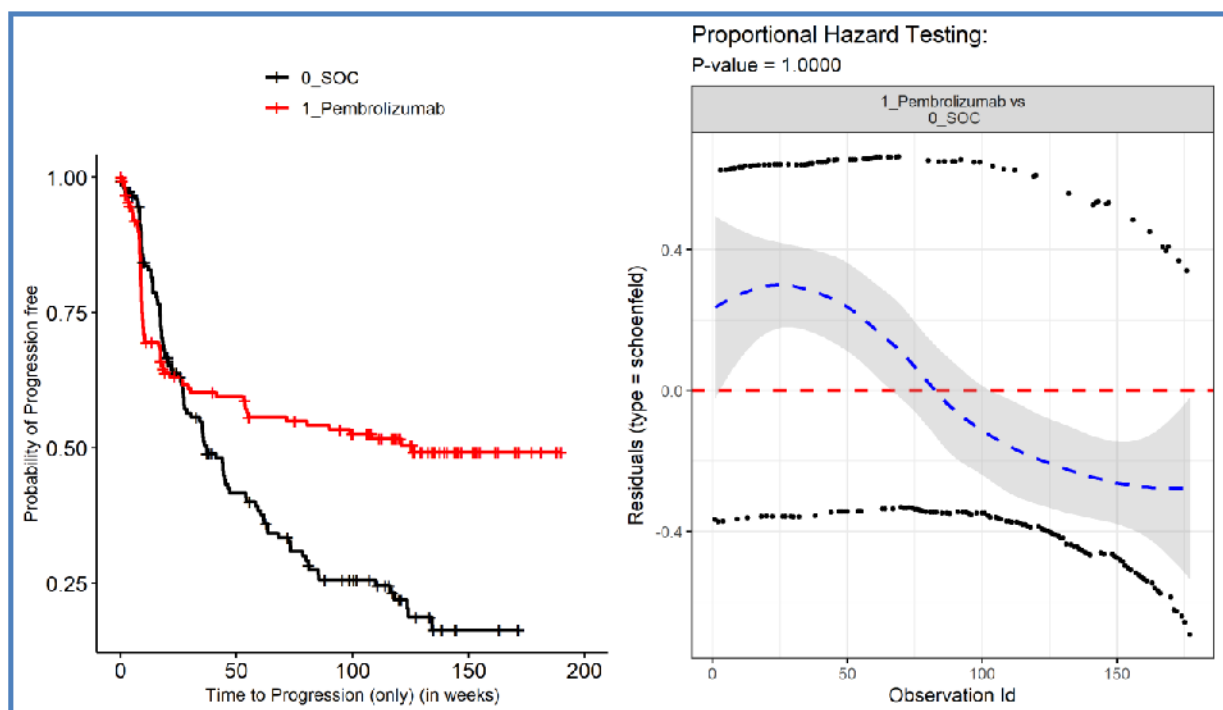 0_SOC
1_Pembrolizumab
1.00
0.75
0.50
0.25
Probability of Progression free
0 50 100 150 200
Time to Progression (only) (in weeks)
Proportional Hazard Testing:
P-value = 1.0000
1_Pembrolizumab vs
0_SOC
0.4
0.0
-0.4
Residuals (type = schoenfeld)
0 50 100 150
Observation Id